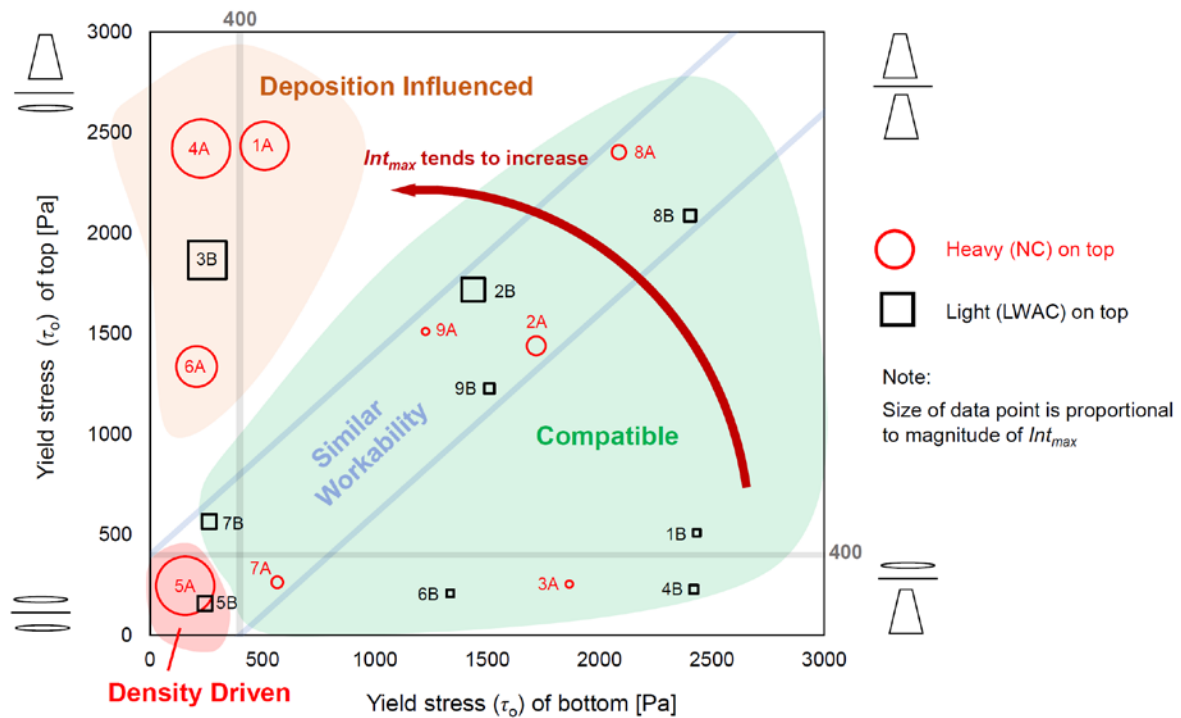 400
3000
2500
2000
1500
1000
500
0
Yield stress (τo) of top [Pa]
Deposition Influenced
4A
1A
Intmax tends to increase
8A
8B
3B
2B
9A
2A
6A
9B
Similar
Workability
Compatible
7B
1B
400
5A
7A
5B
6B
3A
4B
0
500
1000
1500
2000
2500
3000
Density Driven
Yield stress (τo) of bottom [Pa]
Heavy (NC) on top
Light (LWAC) on top
Note:
Size of data point is proportional
to magnitude of Intmax